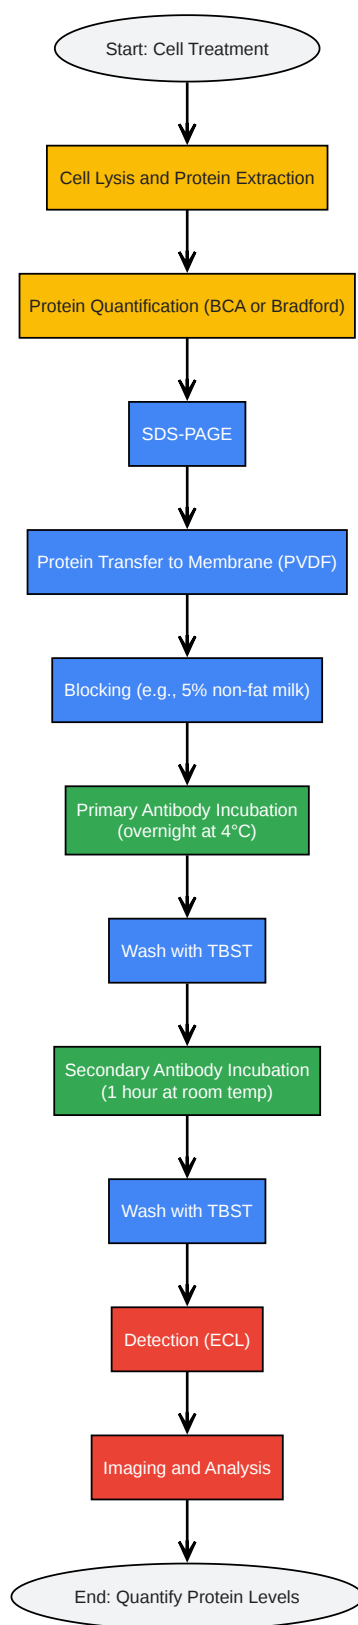 Start: Cell Treatment
Cell Lysis and Protein Extraction
Protein Quantification (BCA or Bradford)
SDS-PAGE
Protein Transfer to Membrane (PVDF)
Blocking (e.g., 5% non-fat milk)
Primary Antibody Incubation
(overnight at 4°C)
Wash with TBST
Secondary Antibody Incubation
(1 hour at room temp)
Wash with TBST
Detection (ECL)
Imaging and Analysis
End: Quantify Protein Levels